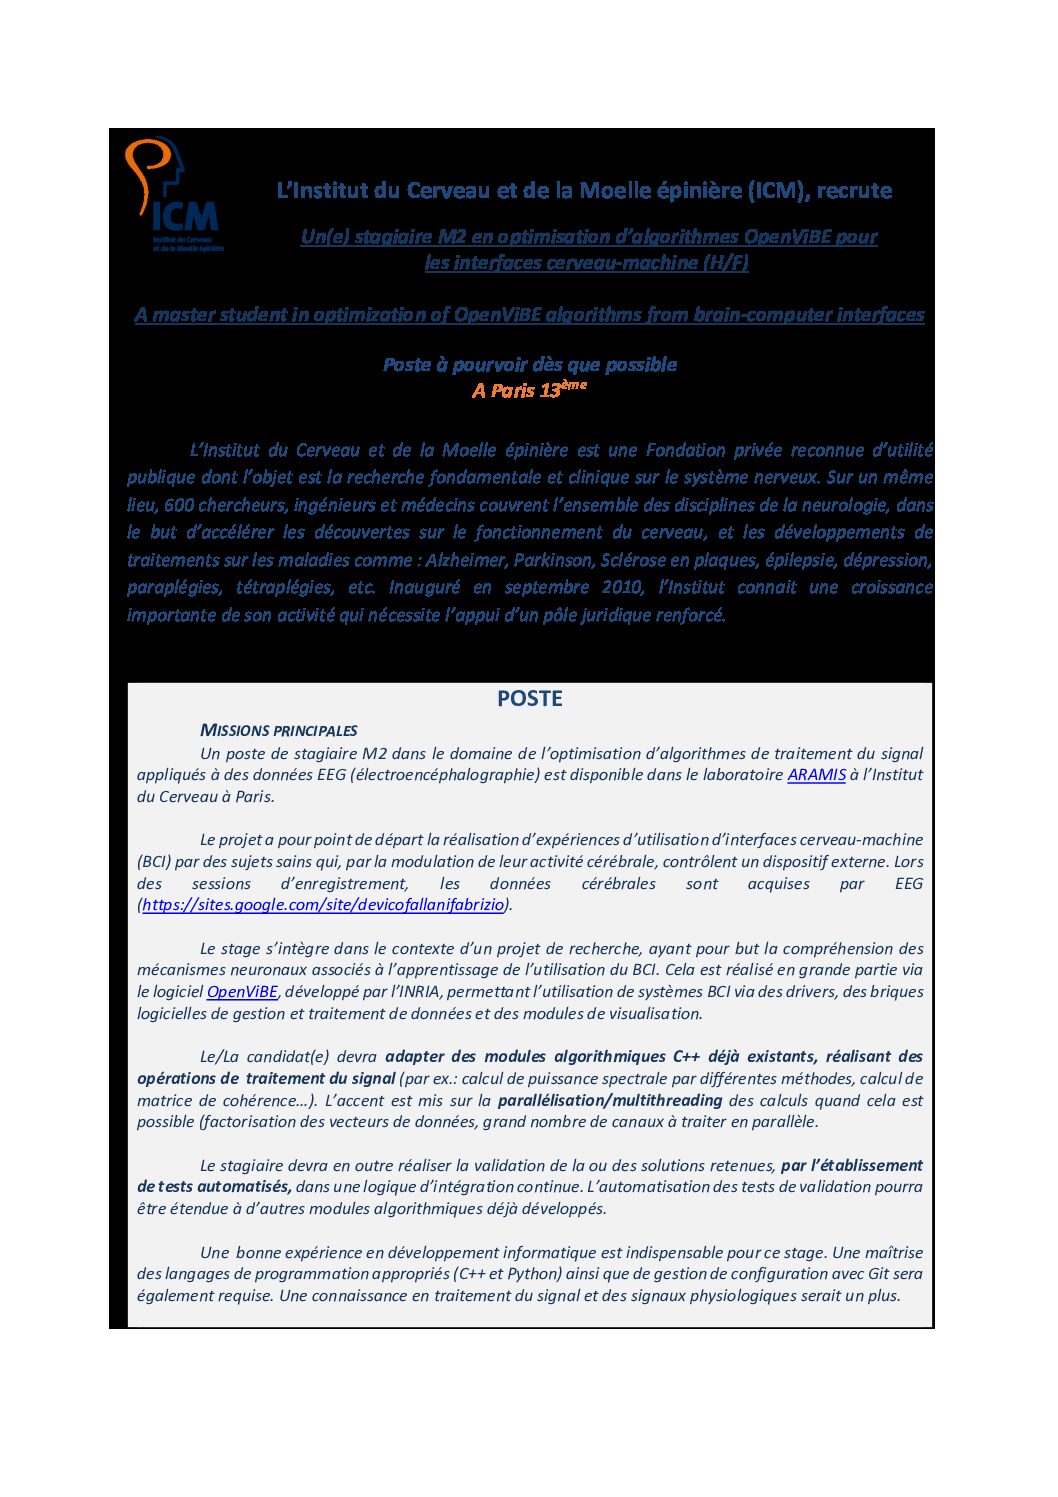 ICM
Institut du Cerveau
et de la Moelle épinière
L’Institut du Cerveau et de la Moelle épinière (ICM), recrute
Un(e) stagiaire M2 en optimisation d’algorithmes OpenViBE pour
les interfaces cerveau-machine (H/F)
A master student in optimization of OpenViBE algorithms from brain-computer interfaces
Poste à pourvoir dès que possible
A Paris 13ème
L’Institut du Cerveau et de la Moelle épinière est une Fondation privée reconnue d’utilité
publique dont l’objet est la recherche fondamentale et clinique sur le système nerveux. Sur un même
lieu, 600 chercheurs, ingénieurs et médecins couvrent l’ensemble des disciplines de la neurologie, dans
le but d’accélérer les découvertes sur le fonctionnement du cerveau, et les développements de
traitements sur les maladies comme : Alzheimer, Parkinson, Sclérose en plaques, épilepsie, dépression,
paraplégies, tétraplégies, etc. Inauguré en septembre 2010, l’Institut connait une croissance
importante de son activité qui nécessite l’appui d’un pôle juridique renforcé.
POSTE
MISSIONS PRINCIPALES
Un poste de stagiaire M2 dans le domaine de l’optimisation d’algorithmes de traitement du signal
appliqués à des données EEG (électroencéphalographie) est disponible dans le laboratoire ARAMIS à l’Institut
du Cerveau à Paris.
Le projet a pour point de départ la réalisation d’expériences d’utilisation d’interfaces cerveau-machine
(BCI) par des sujets sains qui, par la modulation de leur activité cérébrale, contrôlent un dispositif externe. Lors
des sessions d’enregistrement, les données cérébrales sont acquises par EEG
(https://sites.google.com/site/devicofallanifabrizio).
Le stage s’intègre dans le contexte d’un projet de recherche, ayant pour but la compréhension des
mécanismes neuronaux associés à l’apprentissage de l’utilisation du BCI. Cela est réalisé en grande partie via
le logiciel OpenViBE, développé par l’INRIA, permettant l’utilisation de systèmes BCI via des drivers, des briques
logicielles de gestion et traitement de données et des modules de visualisation.
Le/La candidat(e) devra adapter des modules algorithmiques C++ déjà existants, réalisant des
opérations de traitement du signal (par ex.: calcul de puissance spectrale par différentes méthodes, calcul de
matrice de cohérence…). L’accent est mis sur la parallélisation/multithreading des calculs quand cela est
possible (factorisation des vecteurs de données, grand nombre de canaux à traiter en parallèle.
Le stagiaire devra en outre réaliser la validation de la ou des solutions retenues, par l’établissement
de tests automatisés, dans une logique d’intégration continue. L’automatisation des tests de validation pourra
être étendue à d’autres modules algorithmiques déjà développés.
Une bonne expérience en développement informatique est indispensable pour ce stage. Une maîtrise
des langages de programmation appropriés (C++ et Python) ainsi que de gestion de configuration avec Git sera
également requise. Une connaissance en traitement du signal et des signaux physiologiques serait un plus.